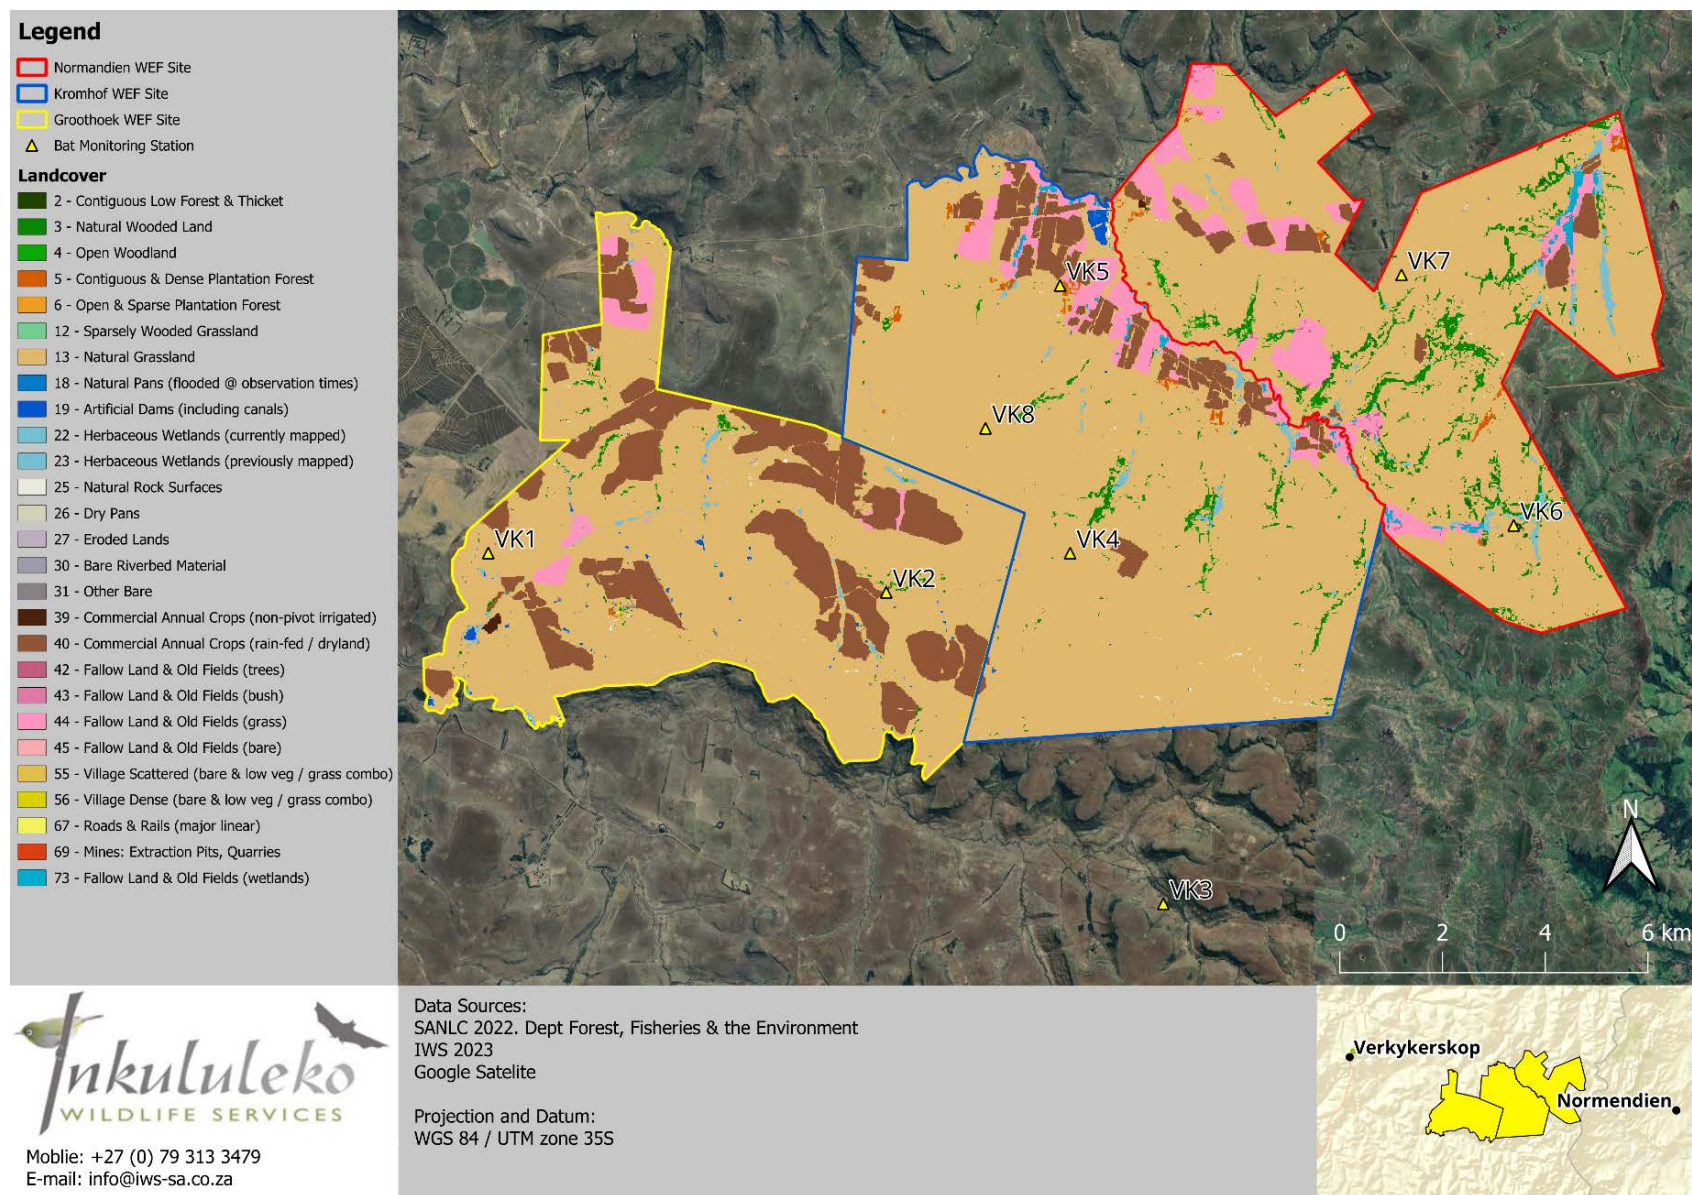 Legend
Normandien WEF Site
Kromhof WEF Site
Groothoek WEF Site
Bat Monitoring Station
Landcover
2 - Contiguous Low Forest & Thicket
3 - Natural Wooded Land
4 - Open Woodland
5 - Contiguous & Dense Plantation Forest
6 - Open & Sparse Plantation Forest
12 - Sparsely Wooded Grassland
13 - Natural Grassland
18 - Natural Pans (flooded @ observation times)
19 - Artificial Dams (including canals)
22 - Herbaceous Wetlands (currently mapped)
23 - Herbaceous Wetlands (previously mapped)
25 - Natural Rock Surfaces
26 - Dry Pans
27 - Eroded Lands
30 - Bare Riverbed Material
31 - Other Bare
39 - Commercial Annual Crops (non-pivot irrigated)
40 - Commercial Annual Crops (rain-fed / dryland)
42 - Fallow Land & Old Fields (trees)
43 - Fallow Land & Old Fields (bush)
44 - Fallow Land & Old Fields (grass)
45 - Fallow Land & Old Fields (bare)
55 - Village Scattered (bare & low veg / grass combo)
56 - Village Dense (bare & low veg / grass combo)
67 - Roads & Rails (major linear)
69 - Mines: Extraction Pits, Quarries
73 - Fallow Land & Old Fields (wetlands)
VK7
VK5
VK8
VK6
VK1
VK4
VK2
VK3
N
0 2 4 6 km
Inkululeko
WILDLIFE SERVICES
Moblie: +27 (0) 79 313 3479
E-mail: info@iws-sa.co.za
Data Sources:
SANLC 2022. Dept Forest, Fisheries & the Environment
IWS 2023
Google Satelite
Projection and Datum:
WGS 84 / UTM zone 35S
Verkykerskop
Normendien